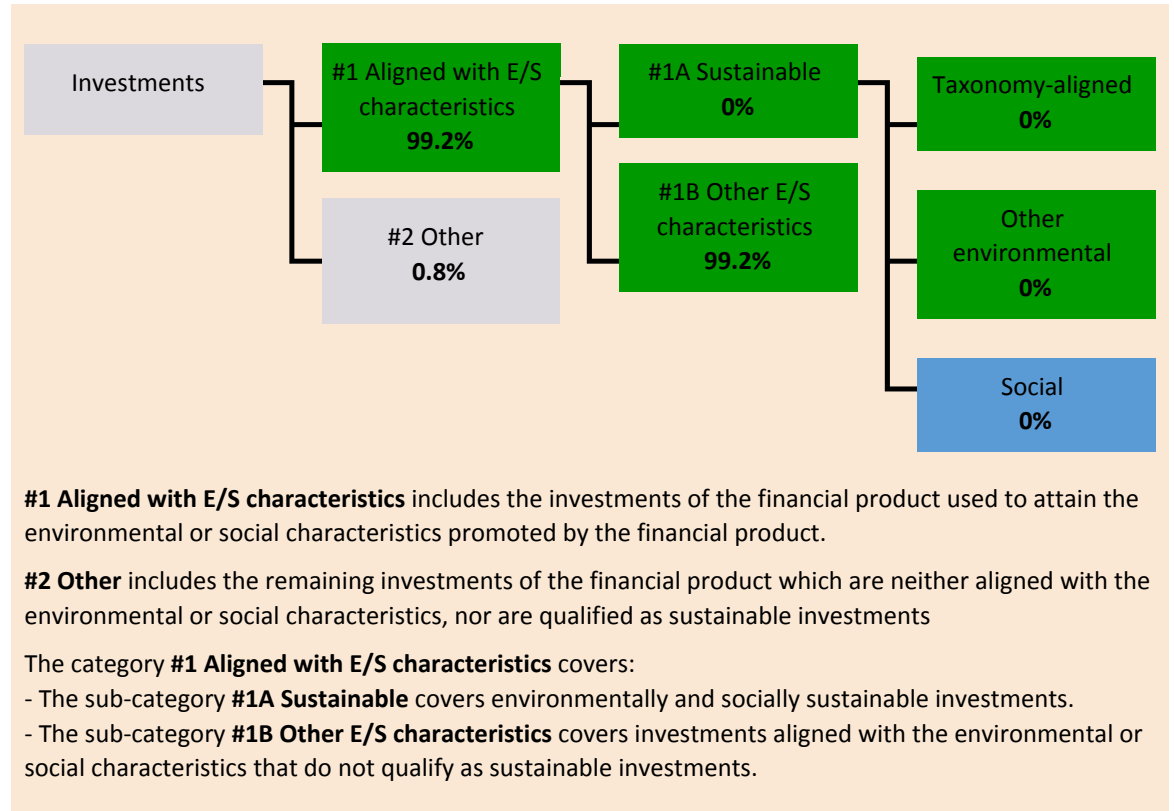 Investments
#1 Aligned with E/S
characteristics
99.2%
#2 Other
0.8%
#1A Sustainable
0%
#1B Other E/S
characteristics
99.2%
Taxonomy-aligned
0%
Other
environmental
0%
Social
0%
#1 Aligned with E/S characteristics includes the investments of the financial product used to attain the
environmental or social characteristics promoted by the financial product.
#2 Other includes the remaining investments of the financial product which are neither aligned with the
environmental or social characteristics, nor are qualified as sustainable investments
The category #1 Aligned with E/S characteristics covers:
- The sub-category #1A Sustainable covers environmentally and socially sustainable investments.
- The sub-category #1B Other E/S characteristics covers investments aligned with the environmental or
social characteristics that do not qualify as sustainable investments.